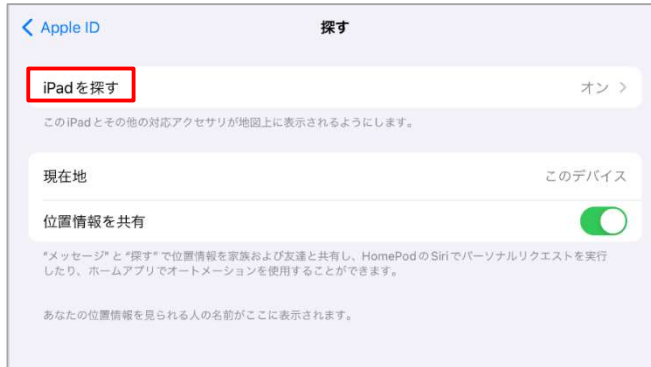 Apple ID
探す
iPadを探す
オン
このiPadとその他の対応アクセサリが地図上に表示されるようにします。
現在地
このデバイス
位置情報を共有
"メッセージ" と "探す" で位置情報を家族および友達と共有し、HomePodのSiriでパーソナルリクエストを実行
したり、ホームアプリでオートメーションを使用することができます。
あなたの位置情報を見られる人の名前がここに表示されます。